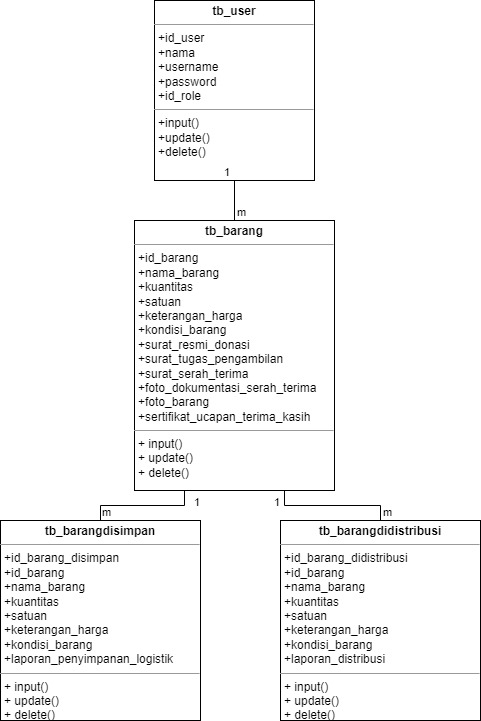 tb_user
+id_user
+nama
+username
+password
+id_role
+input()
+update()
+delete()
1
m
tb_barang
+id_barang
+nama_barang
+kuantitas
+satuan
+keterangan_harga
+kondisi_barang
+surat_resmi_donasi
+surat_tugas_pengambilan
+surat_serah_terima
+foto_dokumentasi_serah_terima
+foto_barang
+sertifikat_ucapan_terima_kasih
+ input()
+ update()
+ delete()
1
1
m
m
tb_barangdisimpan
+id_barang_disimpan
+id_barang
+nama_barang
+kuantitas
+satuan
+keterangan_harga
+kondisi_barang
+laporan_penyimpanan_logistik
+ input()
+ update()
+ delete()
tb_barangdidistribusi
+id_barang_didistribusi
+id_barang
+nama_barang
+kuantitas
+satuan
+keterangan_harga
+kondisi_barang
+laporan_distribusi
+ input()
+ update()
+ delete()